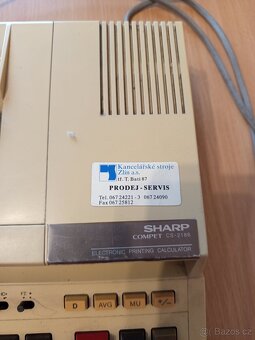 Kancelářské stroje
Zlín a.s.
tř. T. Bati 87
PRODEJ - SERVIS
Tel. 067 24221 - 3 067 24090
Fax 067 25812
SHARP
COMPET CS-2186
ELECTRONIC PRINTING CALCULATOR
D
AVG
MU
Bazoš.cz